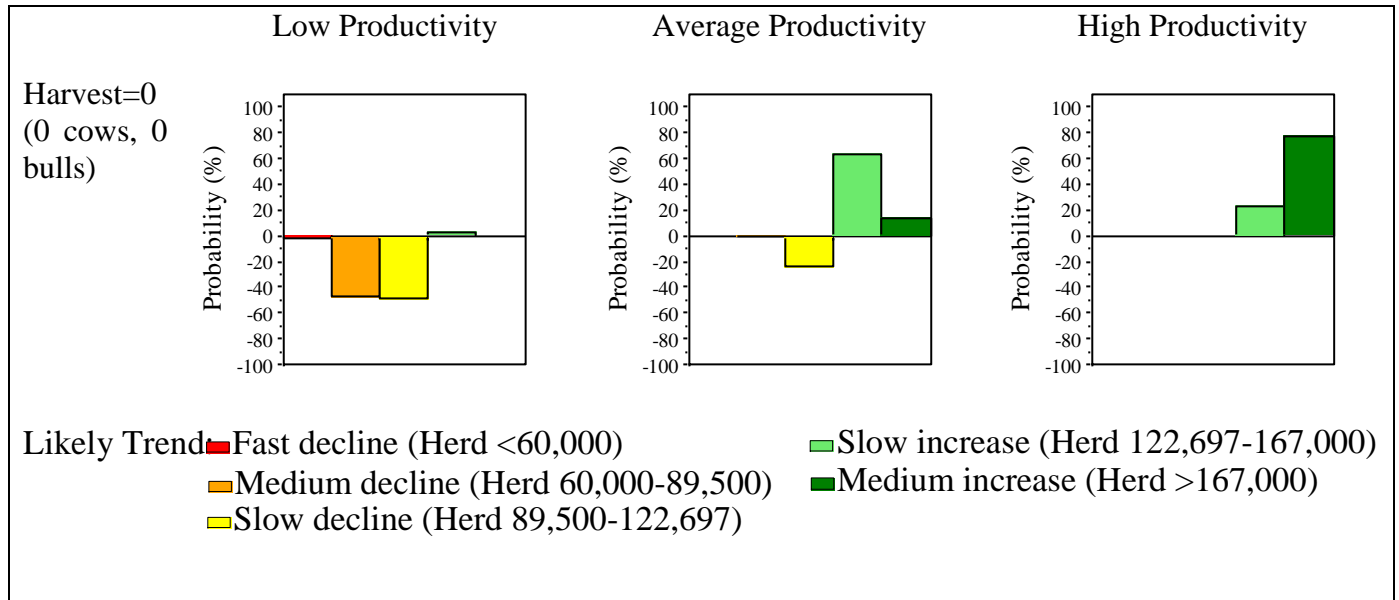 Low Productivity
Average Productivity
High Productivity
Harvest=0
(0 cows, 0
bulls)
Probability (%)
100
80
60
40
20
0
-20
-40
-60
-80
-100
Probability (%)
100
80
60
40
20
0
-20
-40
-60
-80
-100
Probability (%)
100
80
60
40
20
0
-20
-40
-60
-80
-100
Likely Trend:
Fast decline (Herd <60,000)
Medium decline (Herd 60,000-89,500)
Slow decline (Herd 89,500-122,697)
Slow increase (Herd 122,697-167,000)
Medium increase (Herd >167,000)